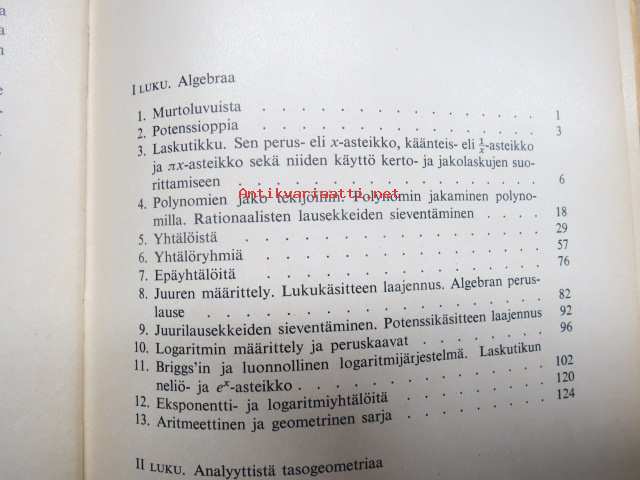 a
a
n
e
I LUKU. Algebraa
1. Murtoluvuista . . . . . . . . . . . . 1
2. Potenssioppia . . . . . . . . . . . . 3
3. Laskutikku. Sen perus- eli x-asteikko, käänteis- eli 1/x-asteikko
ja πx-asteikko sekä niiden käyttö kerto- ja jakolaskujen suo-
rittamiseen . . . . . . . . . . . . 6
Antikvariaatti.net
4. Polynomien jako tekijöihin. Polynomin jakaminen polyno-
milla. Rationaalisten lausekkeiden sieventäminen . . . . 18
5. Yhtälöistä . . . . . . . . . . . . 29
6. Yhtälöryhmiä . . . . . . . . . . . . 57
7. Epäyhtälöitä . . . . . . . . . . . . 76
8. Juuren määrittely. Lukukäsitteen laajennus. Algebran perus-
lause . . . . . . . . . . . . 82
9. Juurilausekkeiden sieventäminen. Potenssikäsitteen laajennus 92
10. Logaritmin määrittely ja peruskaavat . . . . . . . 96
11. Briggs'in ja luonnollinen logaritmijärjestelmä. Laskutikun
neliö- ja eˣ-asteikko . . . . . . . . . . . . 102
12. Eksponentti- ja logaritmiyhtälöitä . . . . . . . . 120
13. Aritmeettinen ja geometrinen sarja . . . . . . . 124
II LUKU. Analyyttistä tasogeometriaa